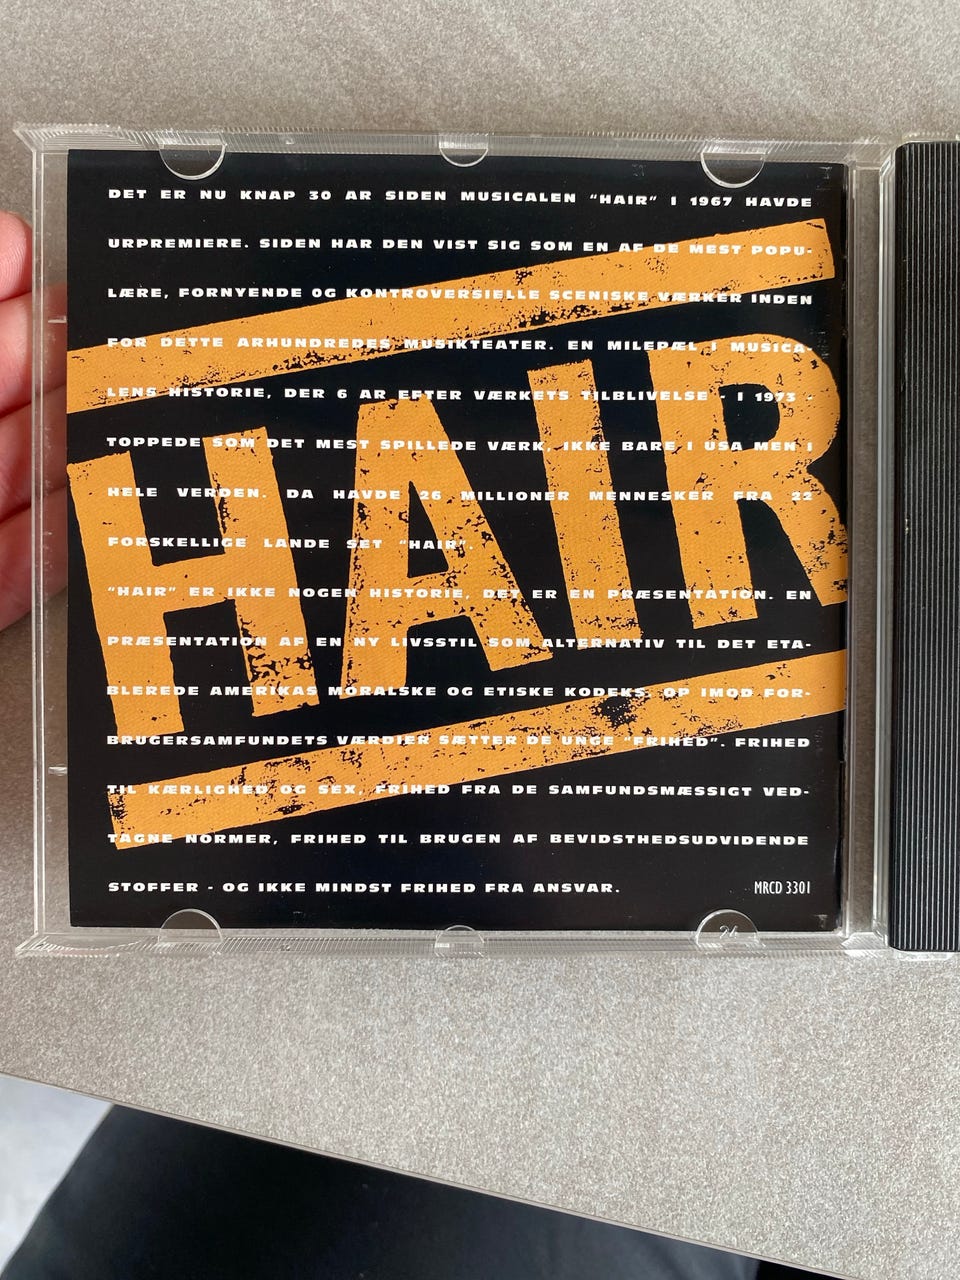 DET ER NU KNAP 30 AR SIDEN MUSICALEN "HAIR" I 1967 HAVDE
URPREMIERE. SIDEN HAR DEN VIST SIG SOM EN AF DE MEST POPU-
LÆRE, FORNYENDE OG KONTROVERSIELLE SCENISKE VÆRKER INDEN
FOR DETTE ARHUNDREDES MUSIKTEATER. EN MILEPÆL I MUSICA-
LENS HISTORIE, DER 6 AR EFTER VÆRKETS TILBLIVELSE - I 1973 -
TOPPEDE SOM DET MEST SPILLEDE VÆRK, IKKE BARE I USA MEN I
HELE VERDEN. DA HAVDE 26 MILLIONER MENNESKER FRA 22
FORSKELLIGE LANDE SET "HAIR".
"HAIR" ER IKKE NOGEN HISTORIE, DET ER EN PRÆSENTATION. EN
PRÆSENTATION AF EN NY LIVSSTIL SOM ALTERNATIV TIL DET ETA-
BLEREDE AMERIKAS MORALSKE OG ETISKE KODEKS. OP IMOD FOR-
BRUGERSAMFUNDETS VÆRDIER SÆTTER DE UNGE "FRIHED". FRIHED
TIL KÆRLIGHED OG SEX, FRIHED FRA DE SAMFUNDSMÆSSIGT VED-
TAGNE NORMER, FRIHED TIL BRUGEN AF BEVIDSTHEDSUDVIDENDE
STOFFER - OG IKKE MINDST FRIHED FRA ANSVAR.
MRCD 3301
HAIR
24